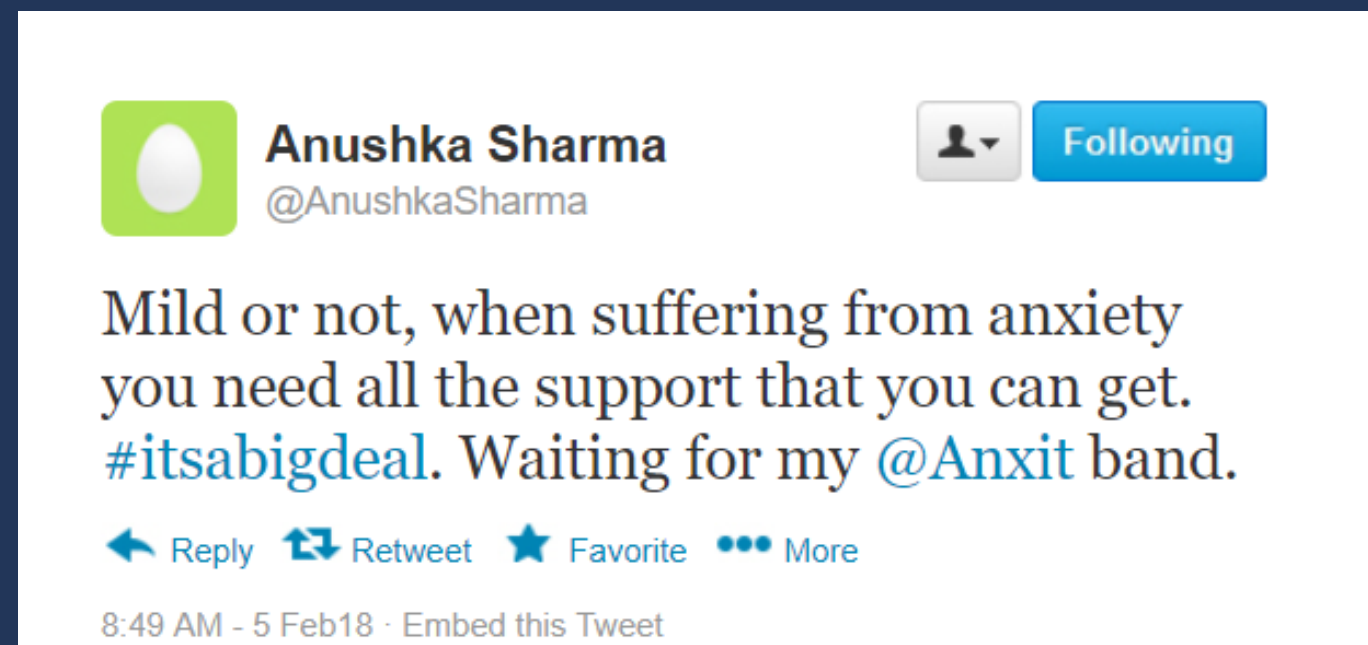 Anushka Sharma
@AnushkaSharma
Following
Mild or not, when suffering from anxiety
you need all the support that you can get.
#itsabigdeal. Waiting for my @Anxit band.
Reply Retweet Favorite More
8:49 AM - 5 Feb18 · Embed this Tweet